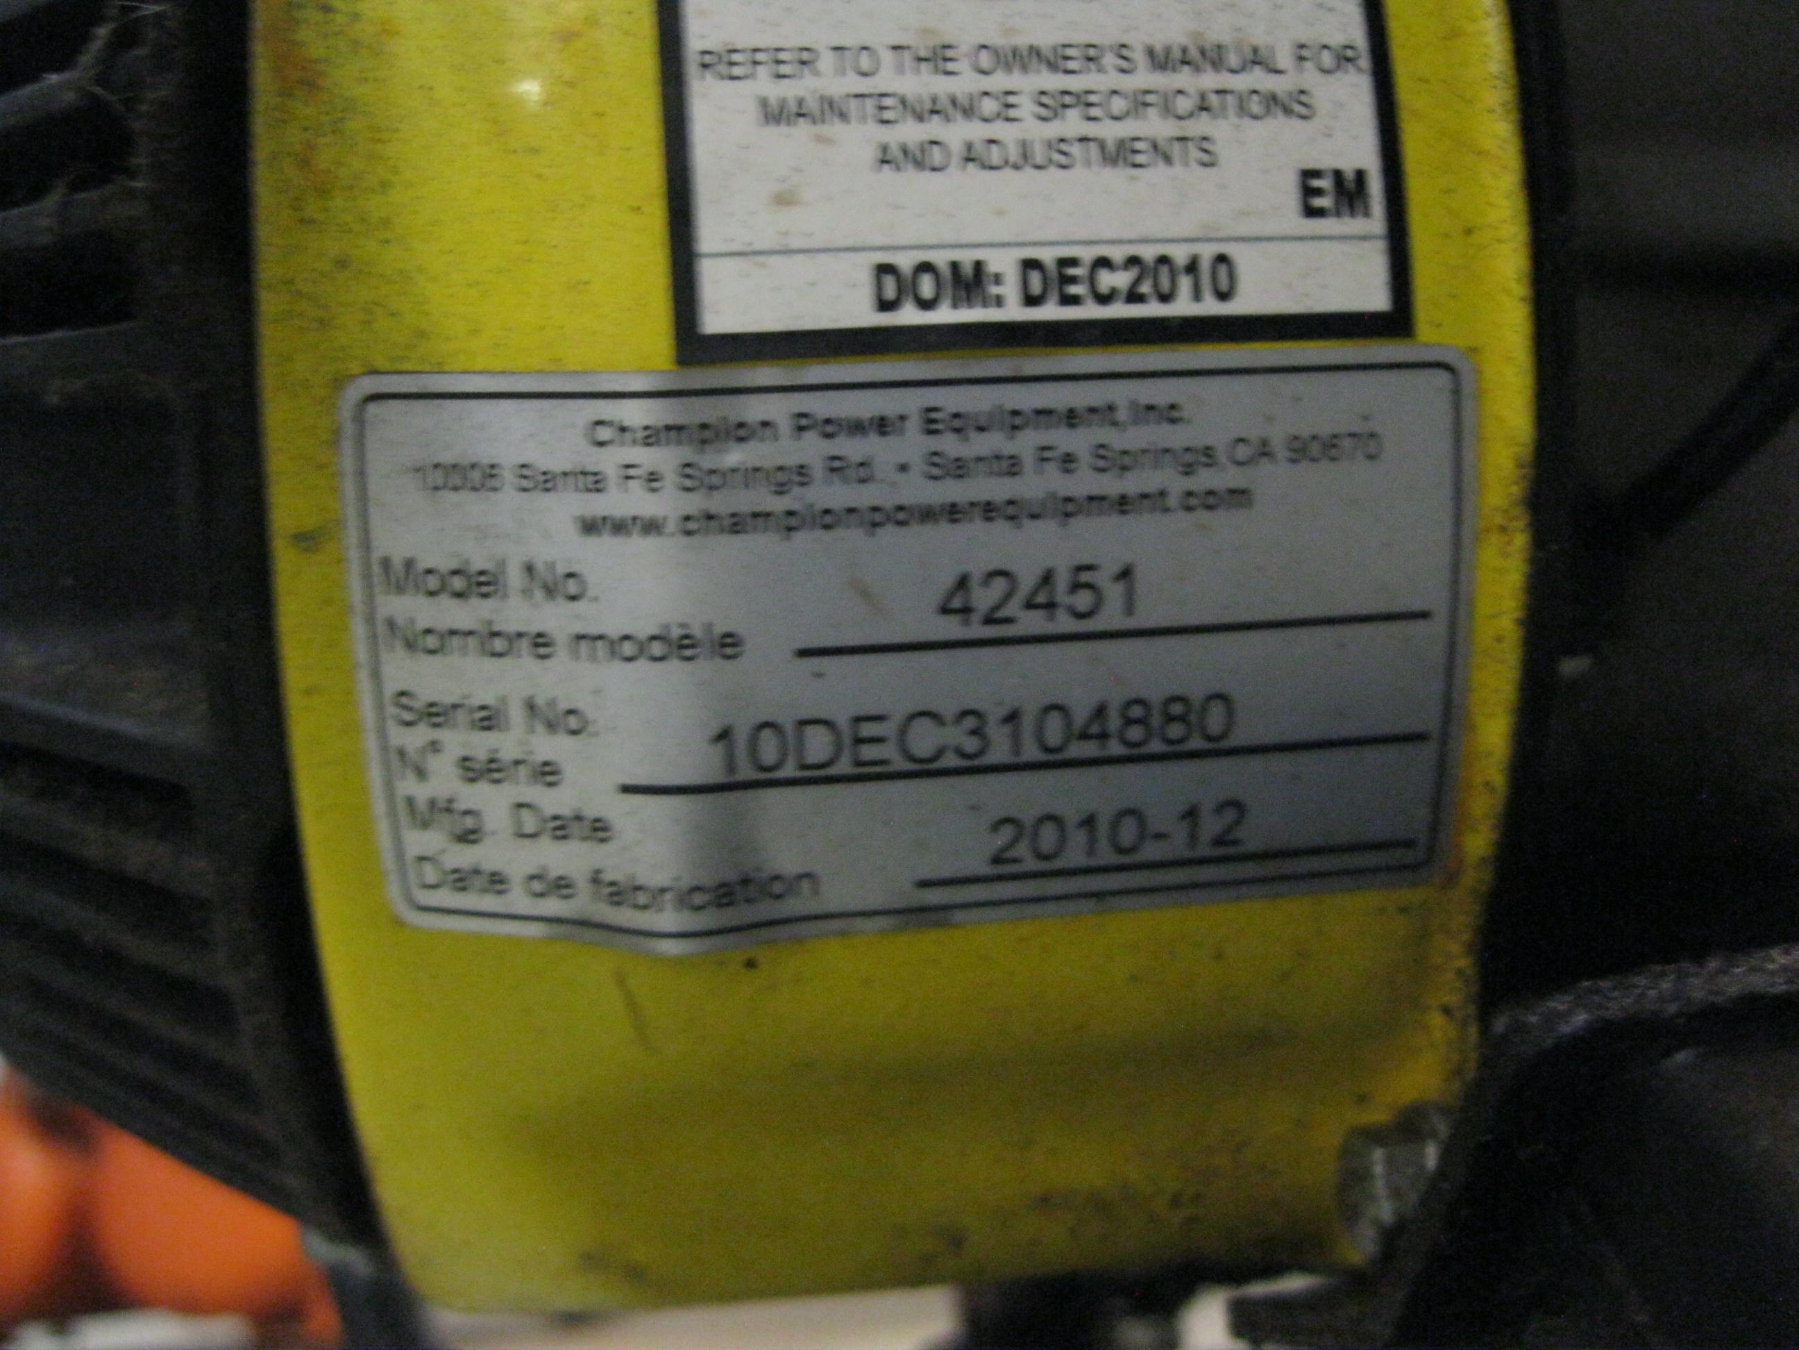 REFER TO THE OWNER'S MANUAL FOR
MAINTENANCE SPECIFICATIONS
AND ADJUSTMENTS
EM
DOM: DEC2010
Champion Power Equipment,Inc.
10006 Santa Fe Springs Rd. • Santa Fe Springs,CA 90670
www.championpowerequipment.com
Model No. 42451
Nombre modèle
Serial No. 10DEC3104880
N° série
Mfg. Date 2010-12
Date de fabrication